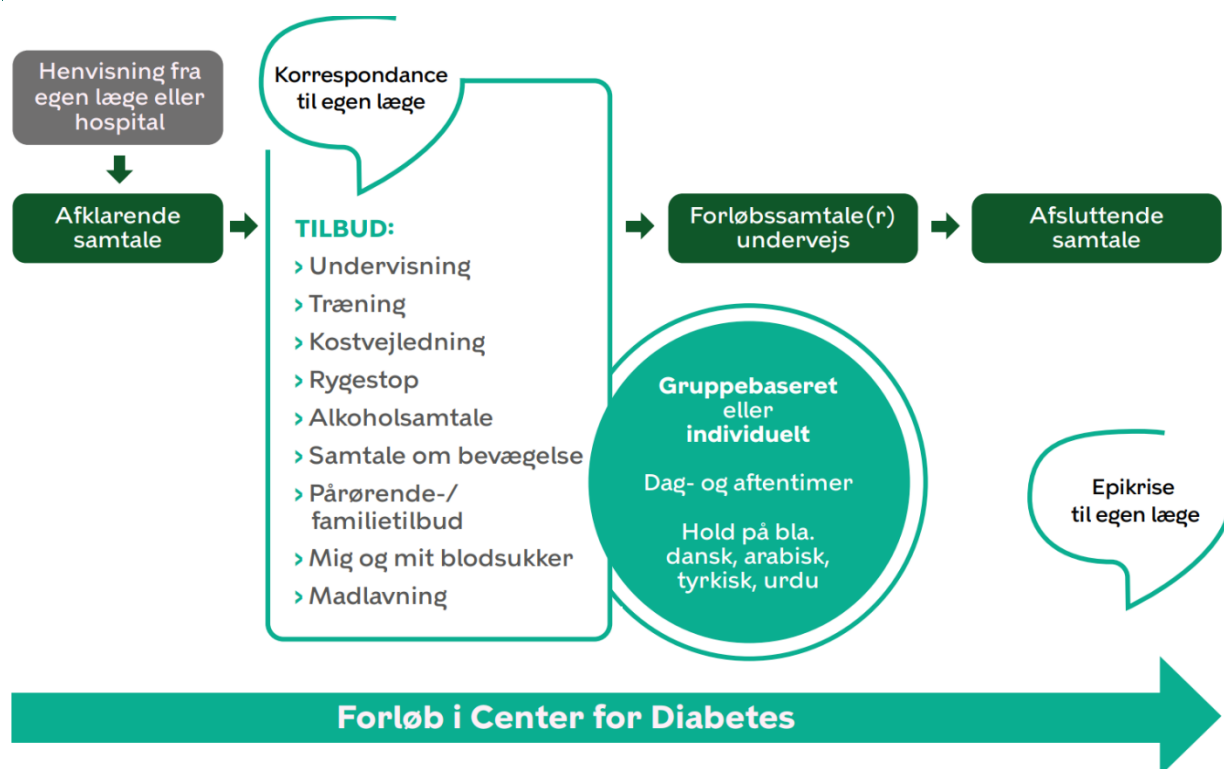 Henvisning fra
egen læge eller
hospital
Afklarende
samtale
Korrespondance
til egen læge
TILBUD:
› Undervisning
› Træning
› Kostvejledning
› Rygestop
› Alkoholsamtale
› Samtale om bevægelse
› Pårørende-/
familietilbud
› Mig og mit blodsukker
› Madlavning
Forløbssamtale(r)
undervejs
Afsluttende
samtale
Gruppebaseret
eller
individuelt
Dag- og aftentimer
Hold på bla.
dansk, arabisk,
tyrkisk, urdu
Epikrise
til egen læge
Forløb i Center for Diabetes